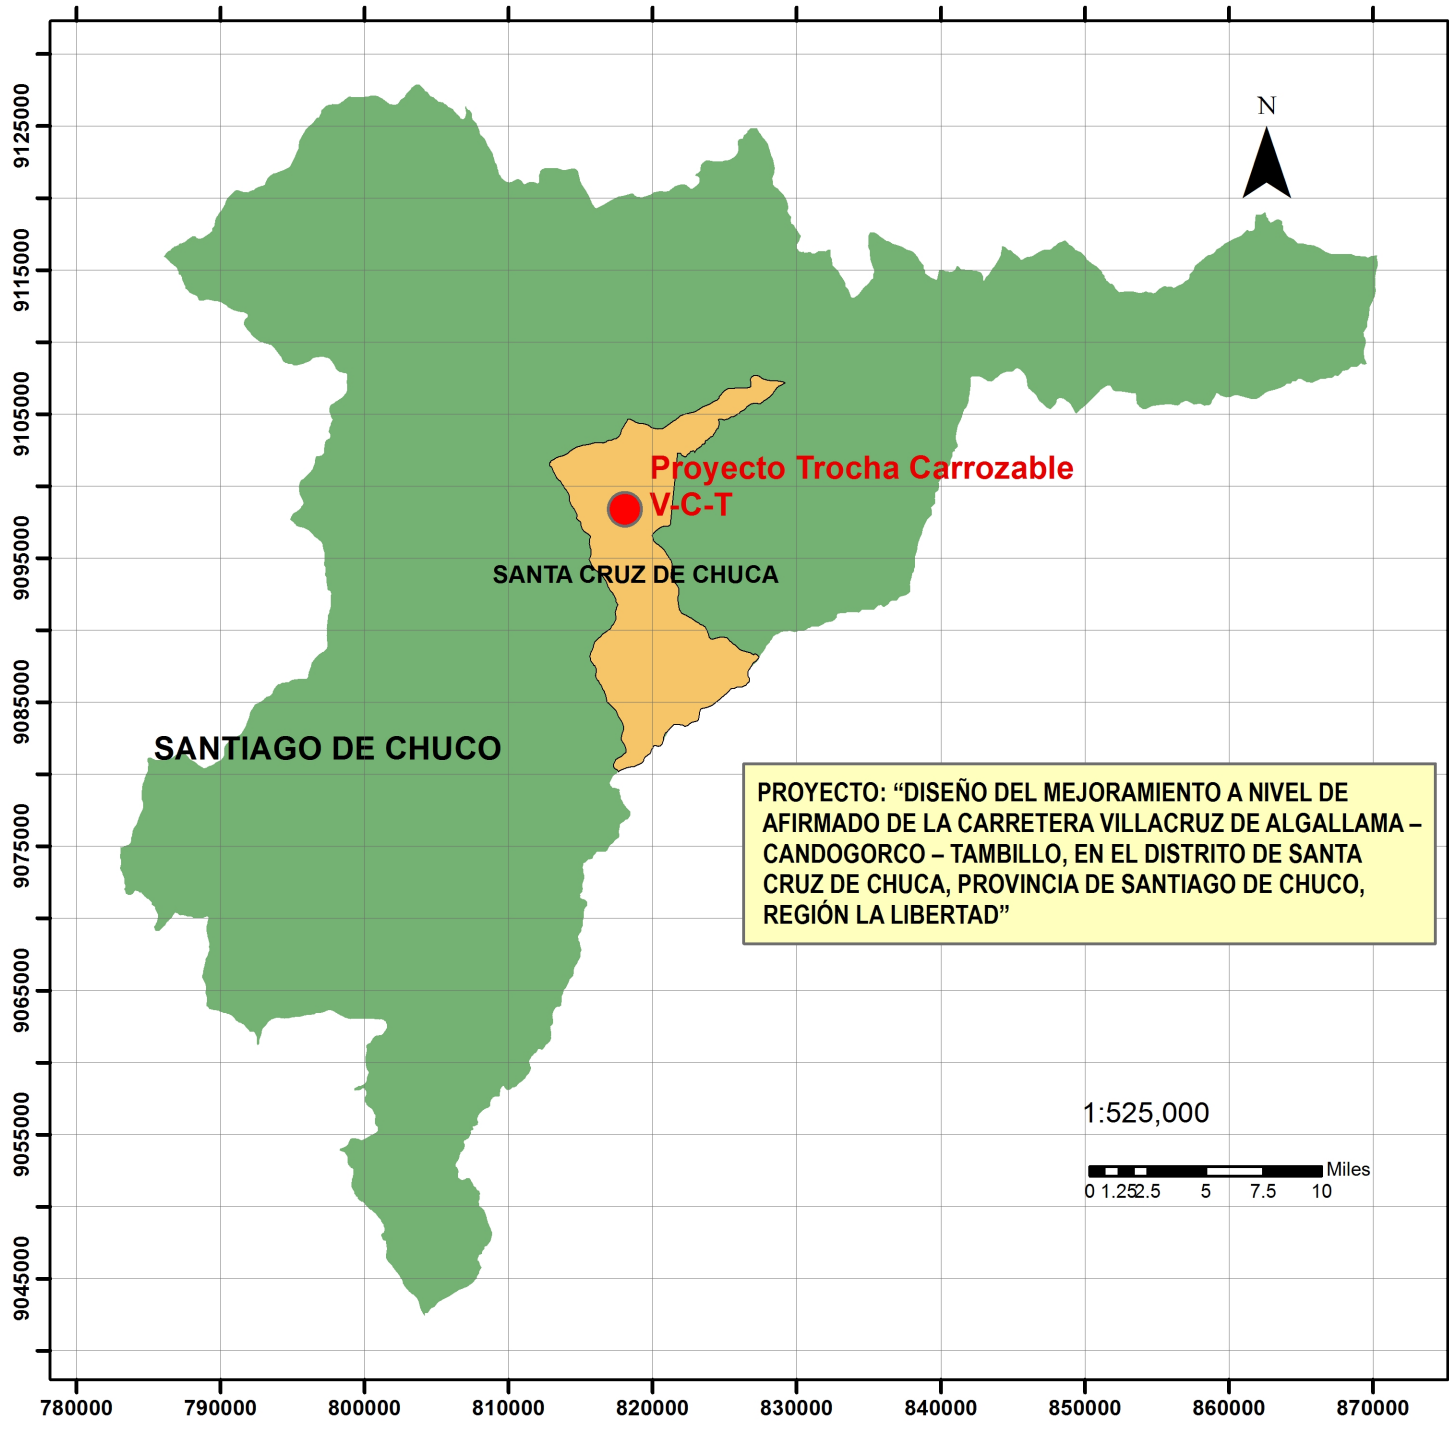 N
9125000
9115000
9105000
9095000
9085000
9075000
9065000
9055000
9045000
Proyecto Trocha Carrozable
V-C-T
SANTA CRUZ DE CHUCA
SANTIAGO DE CHUCO
PROYECTO: “DISEÑO DEL MEJORAMIENTO A NIVEL DE
AFIRMADO DE LA CARRETERA VILLACRUZ DE ALGALLAMA –
CANDOGORCO – TAMBILLO, EN EL DISTRITO DE SANTA
CRUZ DE CHUCA, PROVINCIA DE SANTIAGO DE CHUCO,
REGIÓN LA LIBERTAD”
1:525,000
Miles
0 1.25 2.5 5 7.5 10
780000 790000 800000 810000 820000 830000 840000 850000 860000 870000